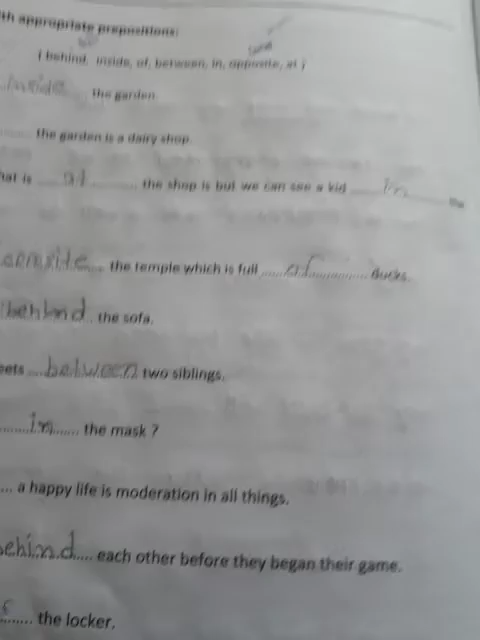 th appropriate prepositions:
( behind, inside, of, between, in, opposite, at )
inside the garden.
the garden is a dairy shop.
hat is at the shop is but we can see a kid in the
oposite the temple which is full of ducks.
behind the sofa.
eets between two siblings.
in the mask ?
a happy life is moderation in all things.
behind each other before they began their game.
the locker.